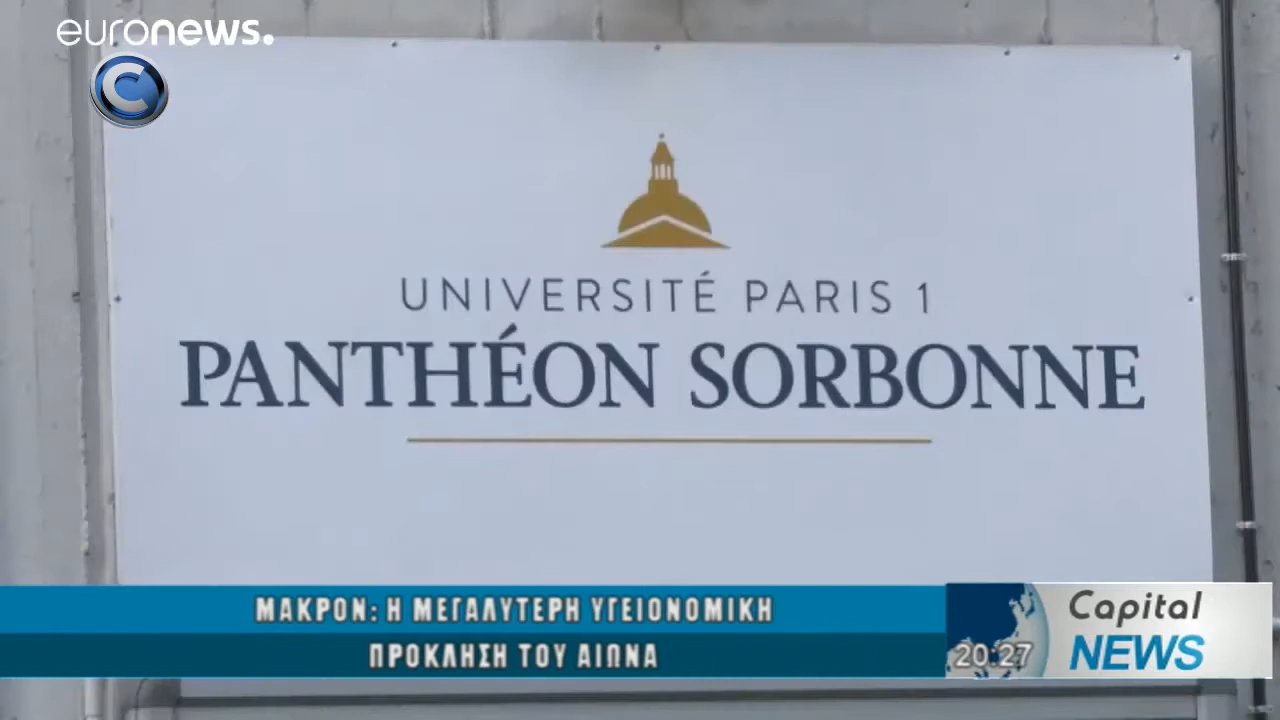 euronews.
C
UNIVERSITÉ PARIS 1
PANTHÉON SORBONNE
ΜΑΚΡΟΝ: Η ΜΕΓΑΛΥΤΕΡΗ ΥΓΕΙΟΝΟΜΙΚΗ
ΠΡΟΚΛΗΣΗ ΤΟΥ ΑΙΩΝΑ
20:27
Capital
NEWS